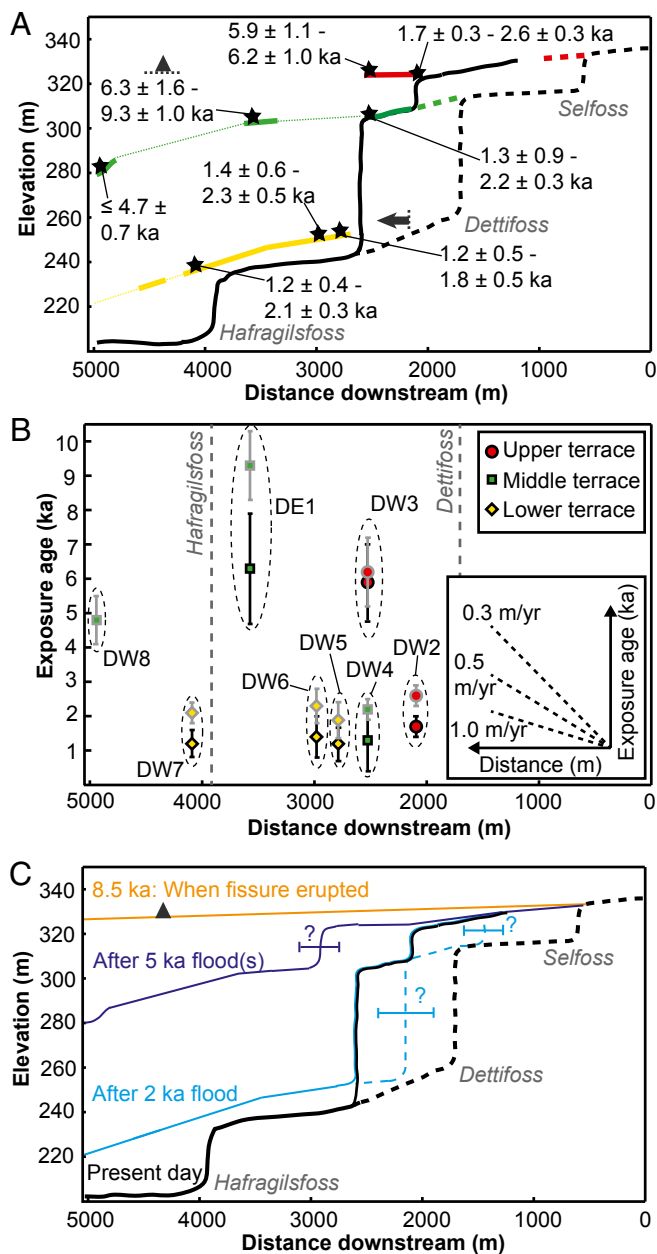 A
340
320
300
280
260
240
220
Elevation (m)
5.9 ± 1.1 -
6.2 ± 1.0 ka
1.7 ± 0.3 - 2.6 ± 0.3 ka
6.3 ± 1.6 -
9.3 ± 1.0 ka
Selfoss
1.4 ± 0.6 -
2.3 ± 0.5 ka
1.3 ± 0.9 -
2.2 ± 0.3 ka
≤ 4.7 ±
0.7 ka
Dettifoss
1.2 ± 0.5 -
1.8 ± 0.5 ka
1.2 ± 0.4 -
2.1 ± 0.3 ka
Hafragilsfoss
5000 4000 3000 2000 1000 0
Distance downstream (m)
B
10
9
8
7
6
5
4
3
2
1
Exposure age (ka)
Hafragilsfoss
Dettifoss
Upper terrace
Middle terrace
Lower terrace
DE1
DW3
DW8
DW5
DW2
DW6
DW4
DW7
0.3 m/yr
0.5
m/yr
1.0 m/yr
Exposure age (ka)
Distance (m)
5000 4000 3000 2000 1000 0
Distance downstream (m)
C
340
320
300
280
260
240
220
Elevation (m)
8.5 ka: When fissure erupted
?
?
After 5 ka flood(s)
Selfoss
?
Dettifoss
After 2 ka flood
Present day
Hafragilsfoss
5000 4000 3000 2000 1000 0
Distance downstream (m)